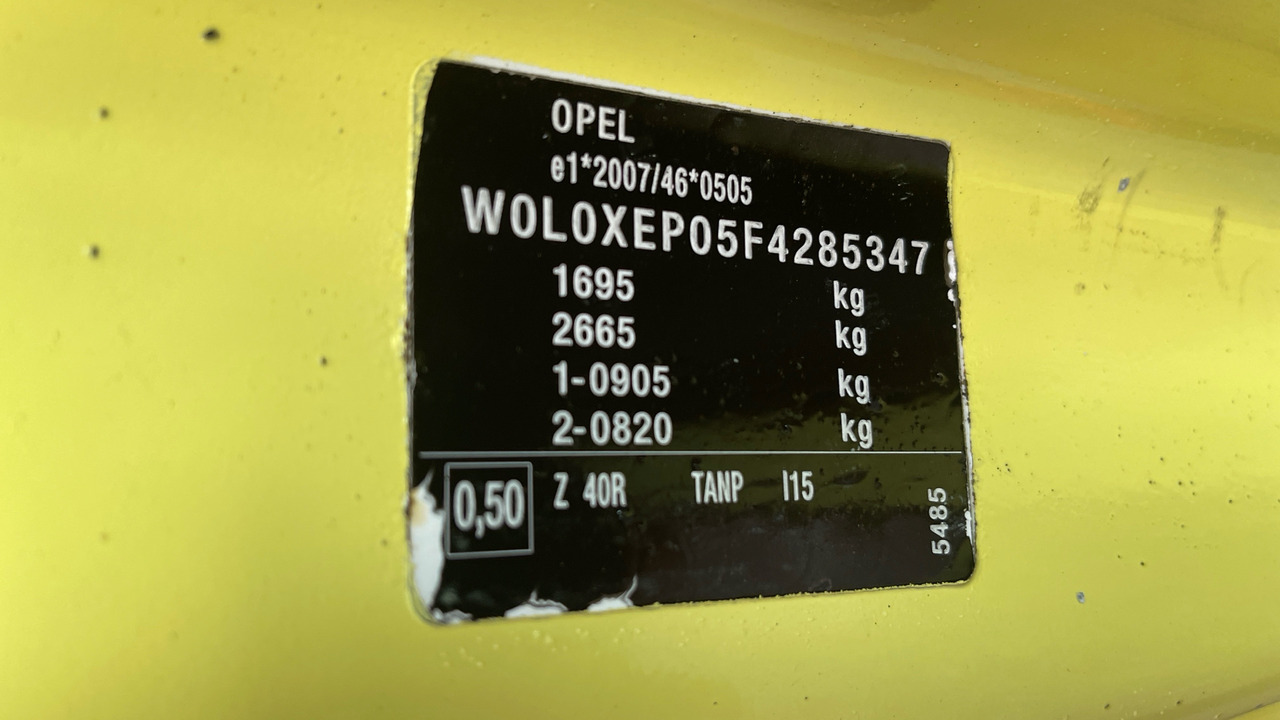 OPEL
e1*2007/46*0505
W0L0XEP05F4285347
1695 kg
2665 kg
1-0905 kg
2-0820 kg
0,50 Z 40R TANP I15
5485